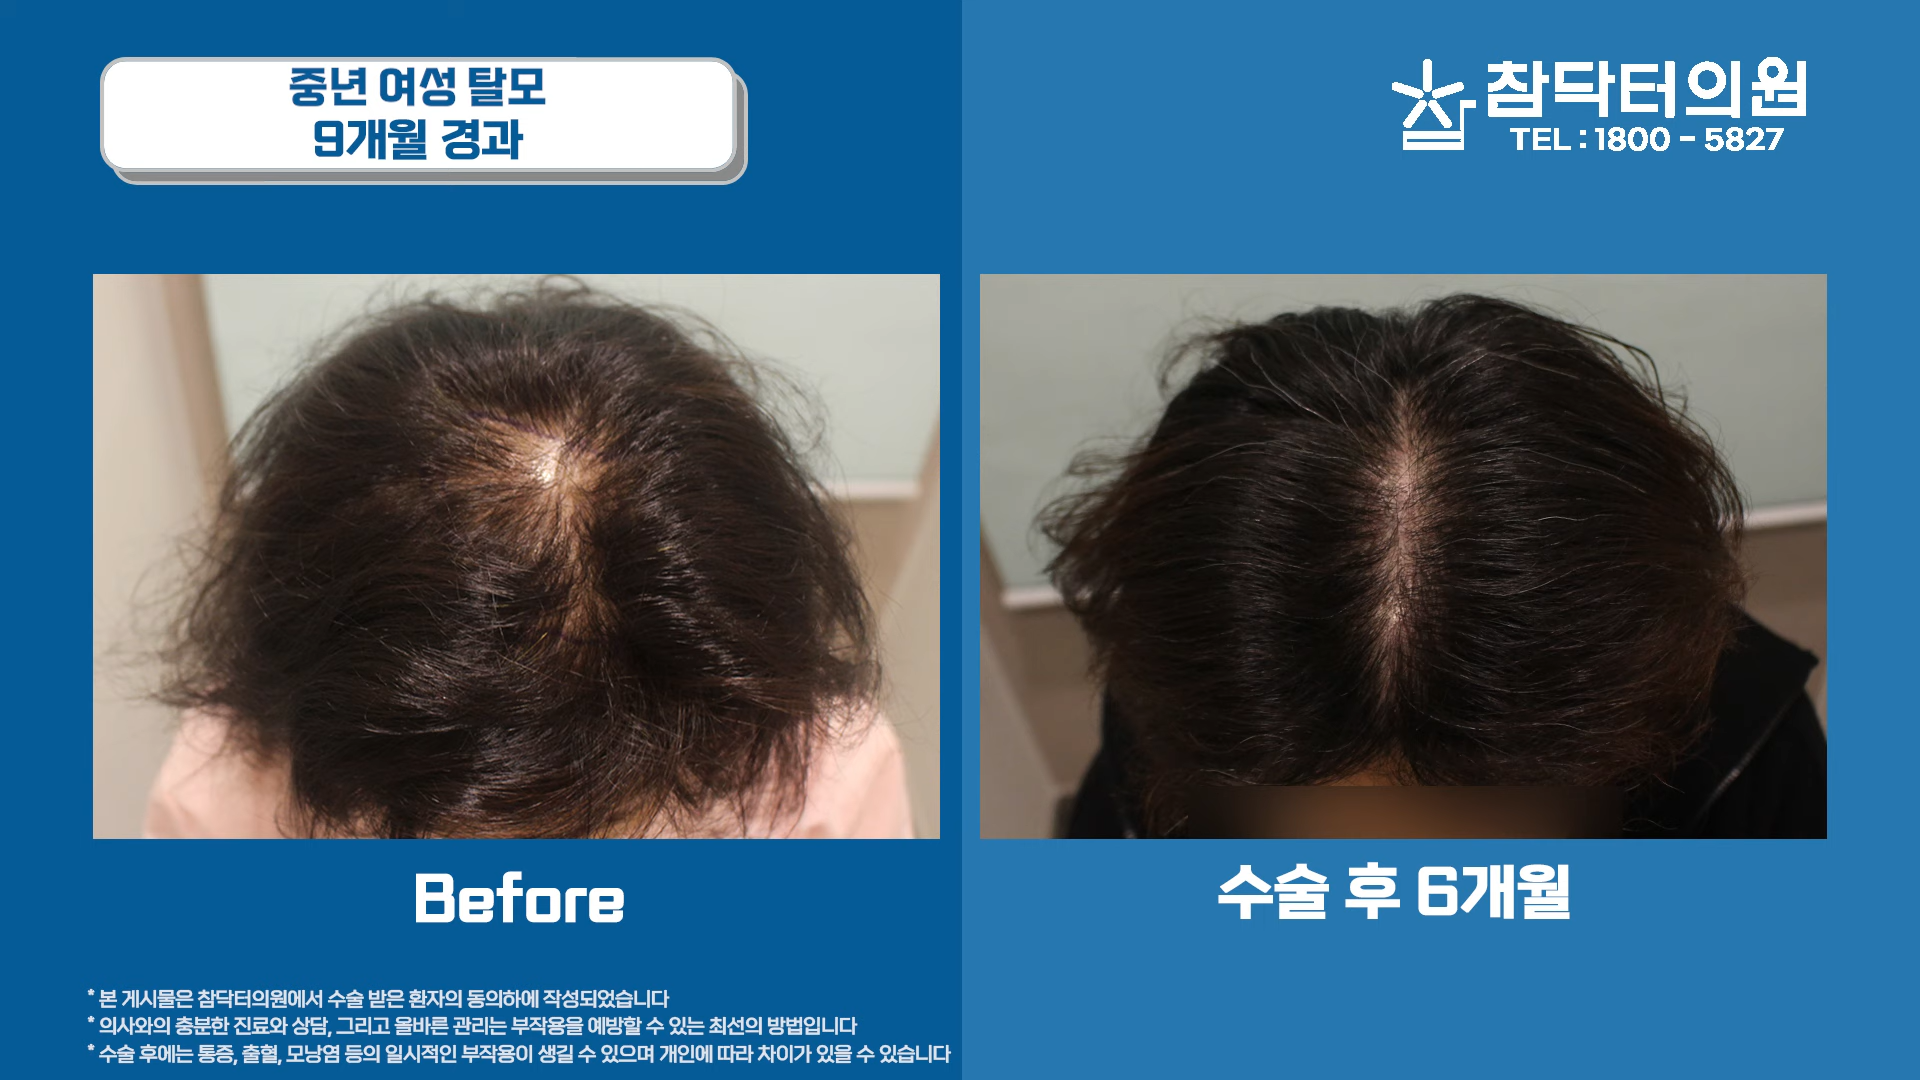 중년 여성 탈모
9개월 경과
참닥터의원
TEL : 1800 - 5827
Before
수술 후 6개월
* 본 게시물은 참닥터의원에서 수술 받은 환자의 동의하에 작성되었습니다
* 의사와의 충분한 진료와 상담, 그리고 올바른 관리는 부작용을 예방할 수 있는 최선의 방법입니다
* 수술 후에는 통증, 출혈, 모낭염 등의 일시적인 부작용이 생길 수 있으며 개인에 따라 차이가 있을 수 있습니다